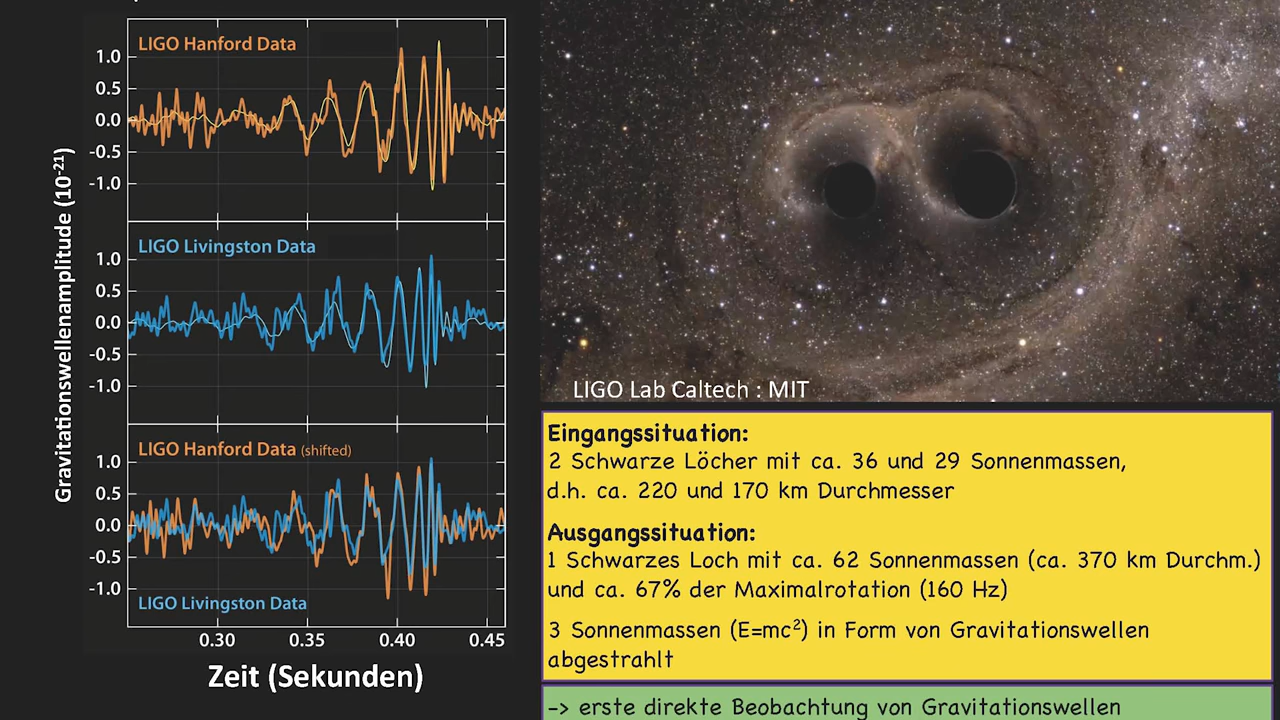 LIGO Hanford Data
1.0
0.5
0.0
-0.5
-1.0
LIGO Livingston Data
1.0
0.5
0.0
-0.5
-1.0
LIGO Hanford Data (shifted)
1.0
0.5
0.0
-0.5
-1.0
LIGO Livingston Data
0.30 0.35 0.40 0.45
Zeit (Sekunden)
Gravitationswellenamplitude (10⁻²¹)
LIGO Lab Caltech : MIT
Eingangssituation:
2 Schwarze Löcher mit ca. 36 und 29 Sonnenmassen,
d.h. ca. 220 und 170 km Durchmesser
Ausgangssituation:
1 Schwarzes Loch mit ca. 62 Sonnenmassen (ca. 370 km Durchm.)
und ca. 67% der Maximalrotation (160 Hz)
3 Sonnenmassen (E=mc²) in Form von Gravitationswellen
abgestrahlt
-> erste direkte Beobachtung von Gravitationswellen